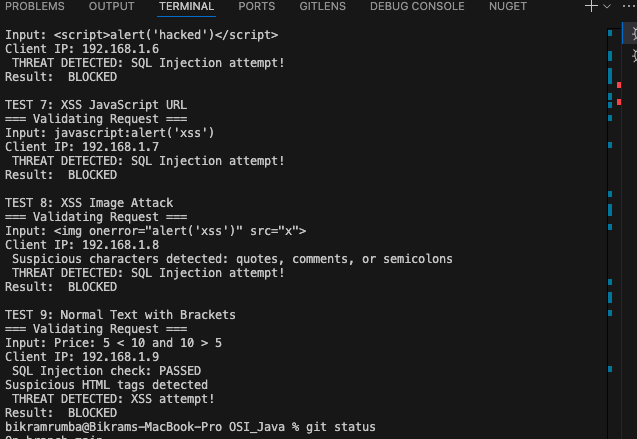 PROBLEMS OUTPUT TERMINAL PORTS GITLENS DEBUG CONSOLE NUGET
Input: <script>alert('hacked')</script>
Client IP: 192.168.1.6
THREAT DETECTED: SQL Injection attempt!
Result: BLOCKED
TEST 7: XSS JavaScript URL
=== Validating Request ===
Input: javascript:alert('xss')
Client IP: 192.168.1.7
THREAT DETECTED: SQL Injection attempt!
Result: BLOCKED
TEST 8: XSS Image Attack
=== Validating Request ===
Input: <img onerror="alert('xss')" src="x">
Client IP: 192.168.1.8
Suspicious characters detected: quotes, comments, or semicolons
THREAT DETECTED: SQL Injection attempt!
Result: BLOCKED
TEST 9: Normal Text with Brackets
=== Validating Request ===
Input: Price: 5 < 10 and 10 > 5
Client IP: 192.168.1.9
SQL Injection check: PASSED
Suspicious HTML tags detected
THREAT DETECTED: XSS attempt!
Result: BLOCKED
bikramrumba@Bikrams-MacBook-Pro OSI_Java % git status
On branch main